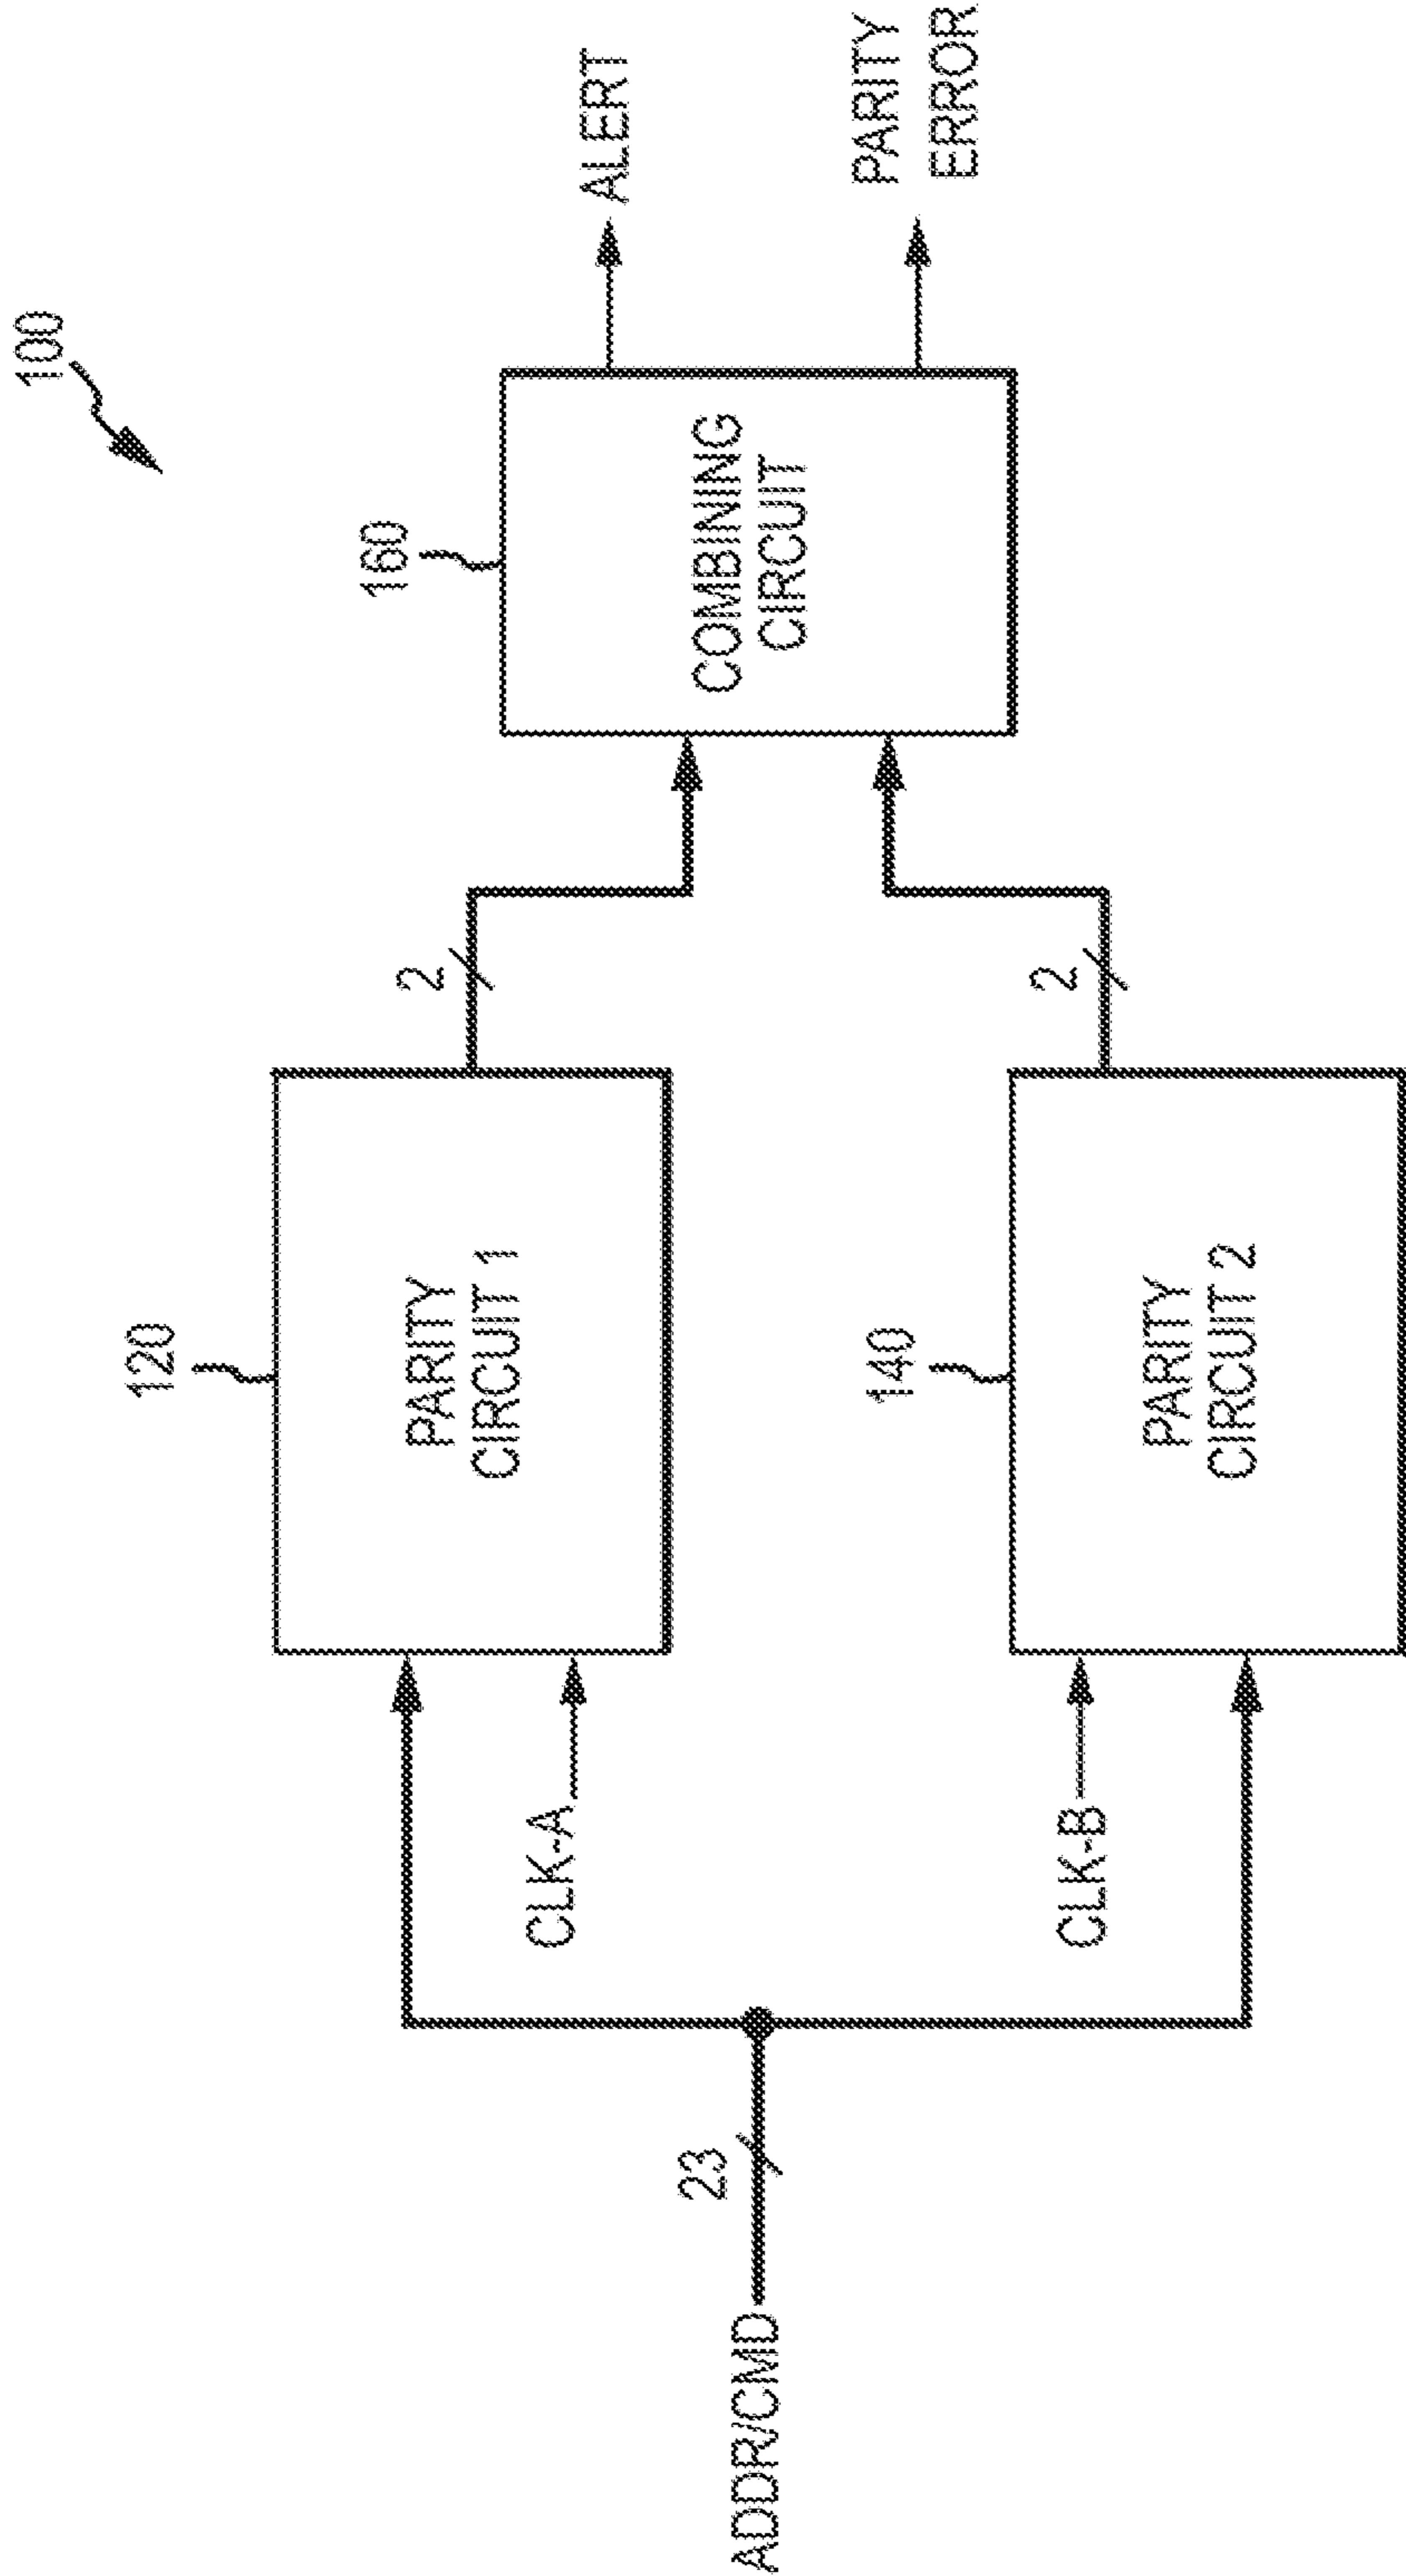 100
120
PARITY
CIRCUIT 1
2
160
COMBINING
CIRCUIT
ALERT
PARITY
ERROR
CLK-A
23
ADDR/CMD
CLK-B
140
PARITY
CIRCUIT 2
2